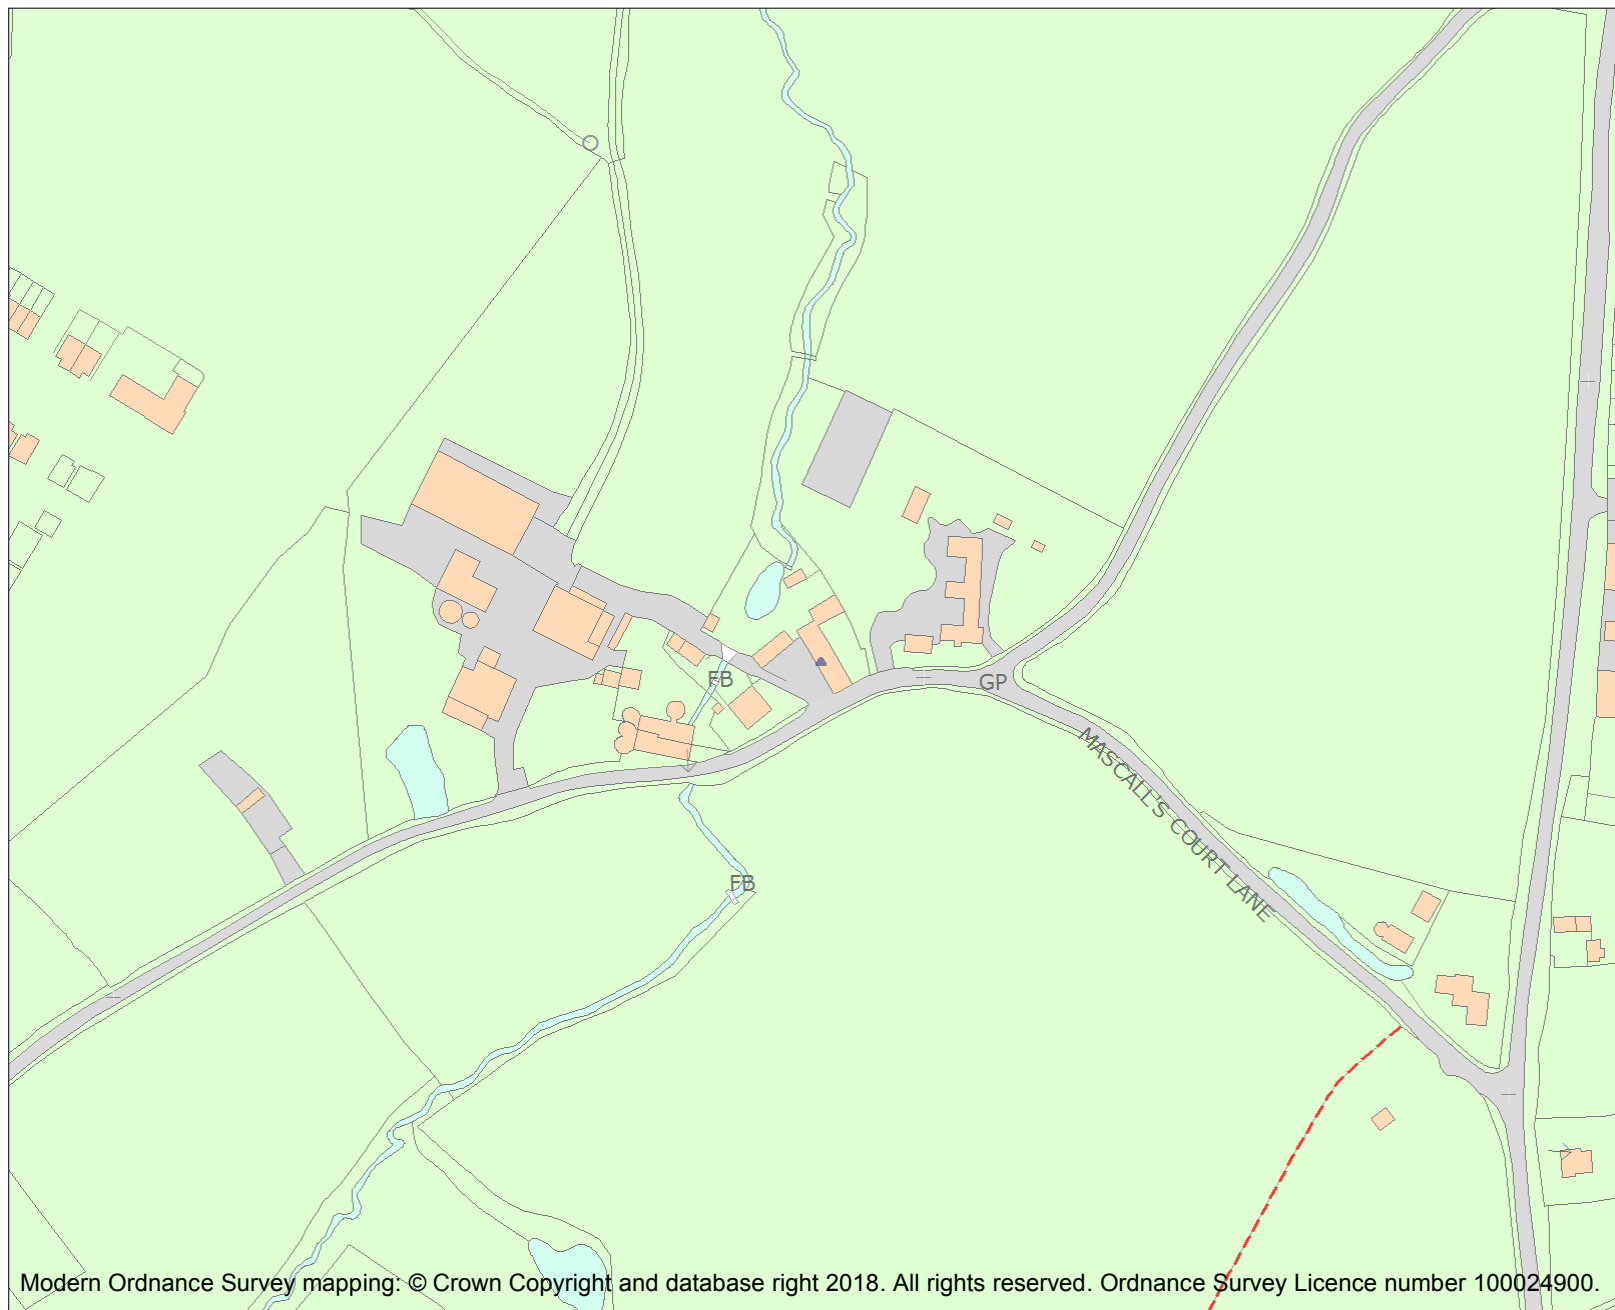 FB
GP
MASCALL'S COURT LANE
FB
Modern Ordnance Survey mapping: © Crown Copyright and database right 2018. All rights reserved. Ordnance Survey Licence number 100024900.